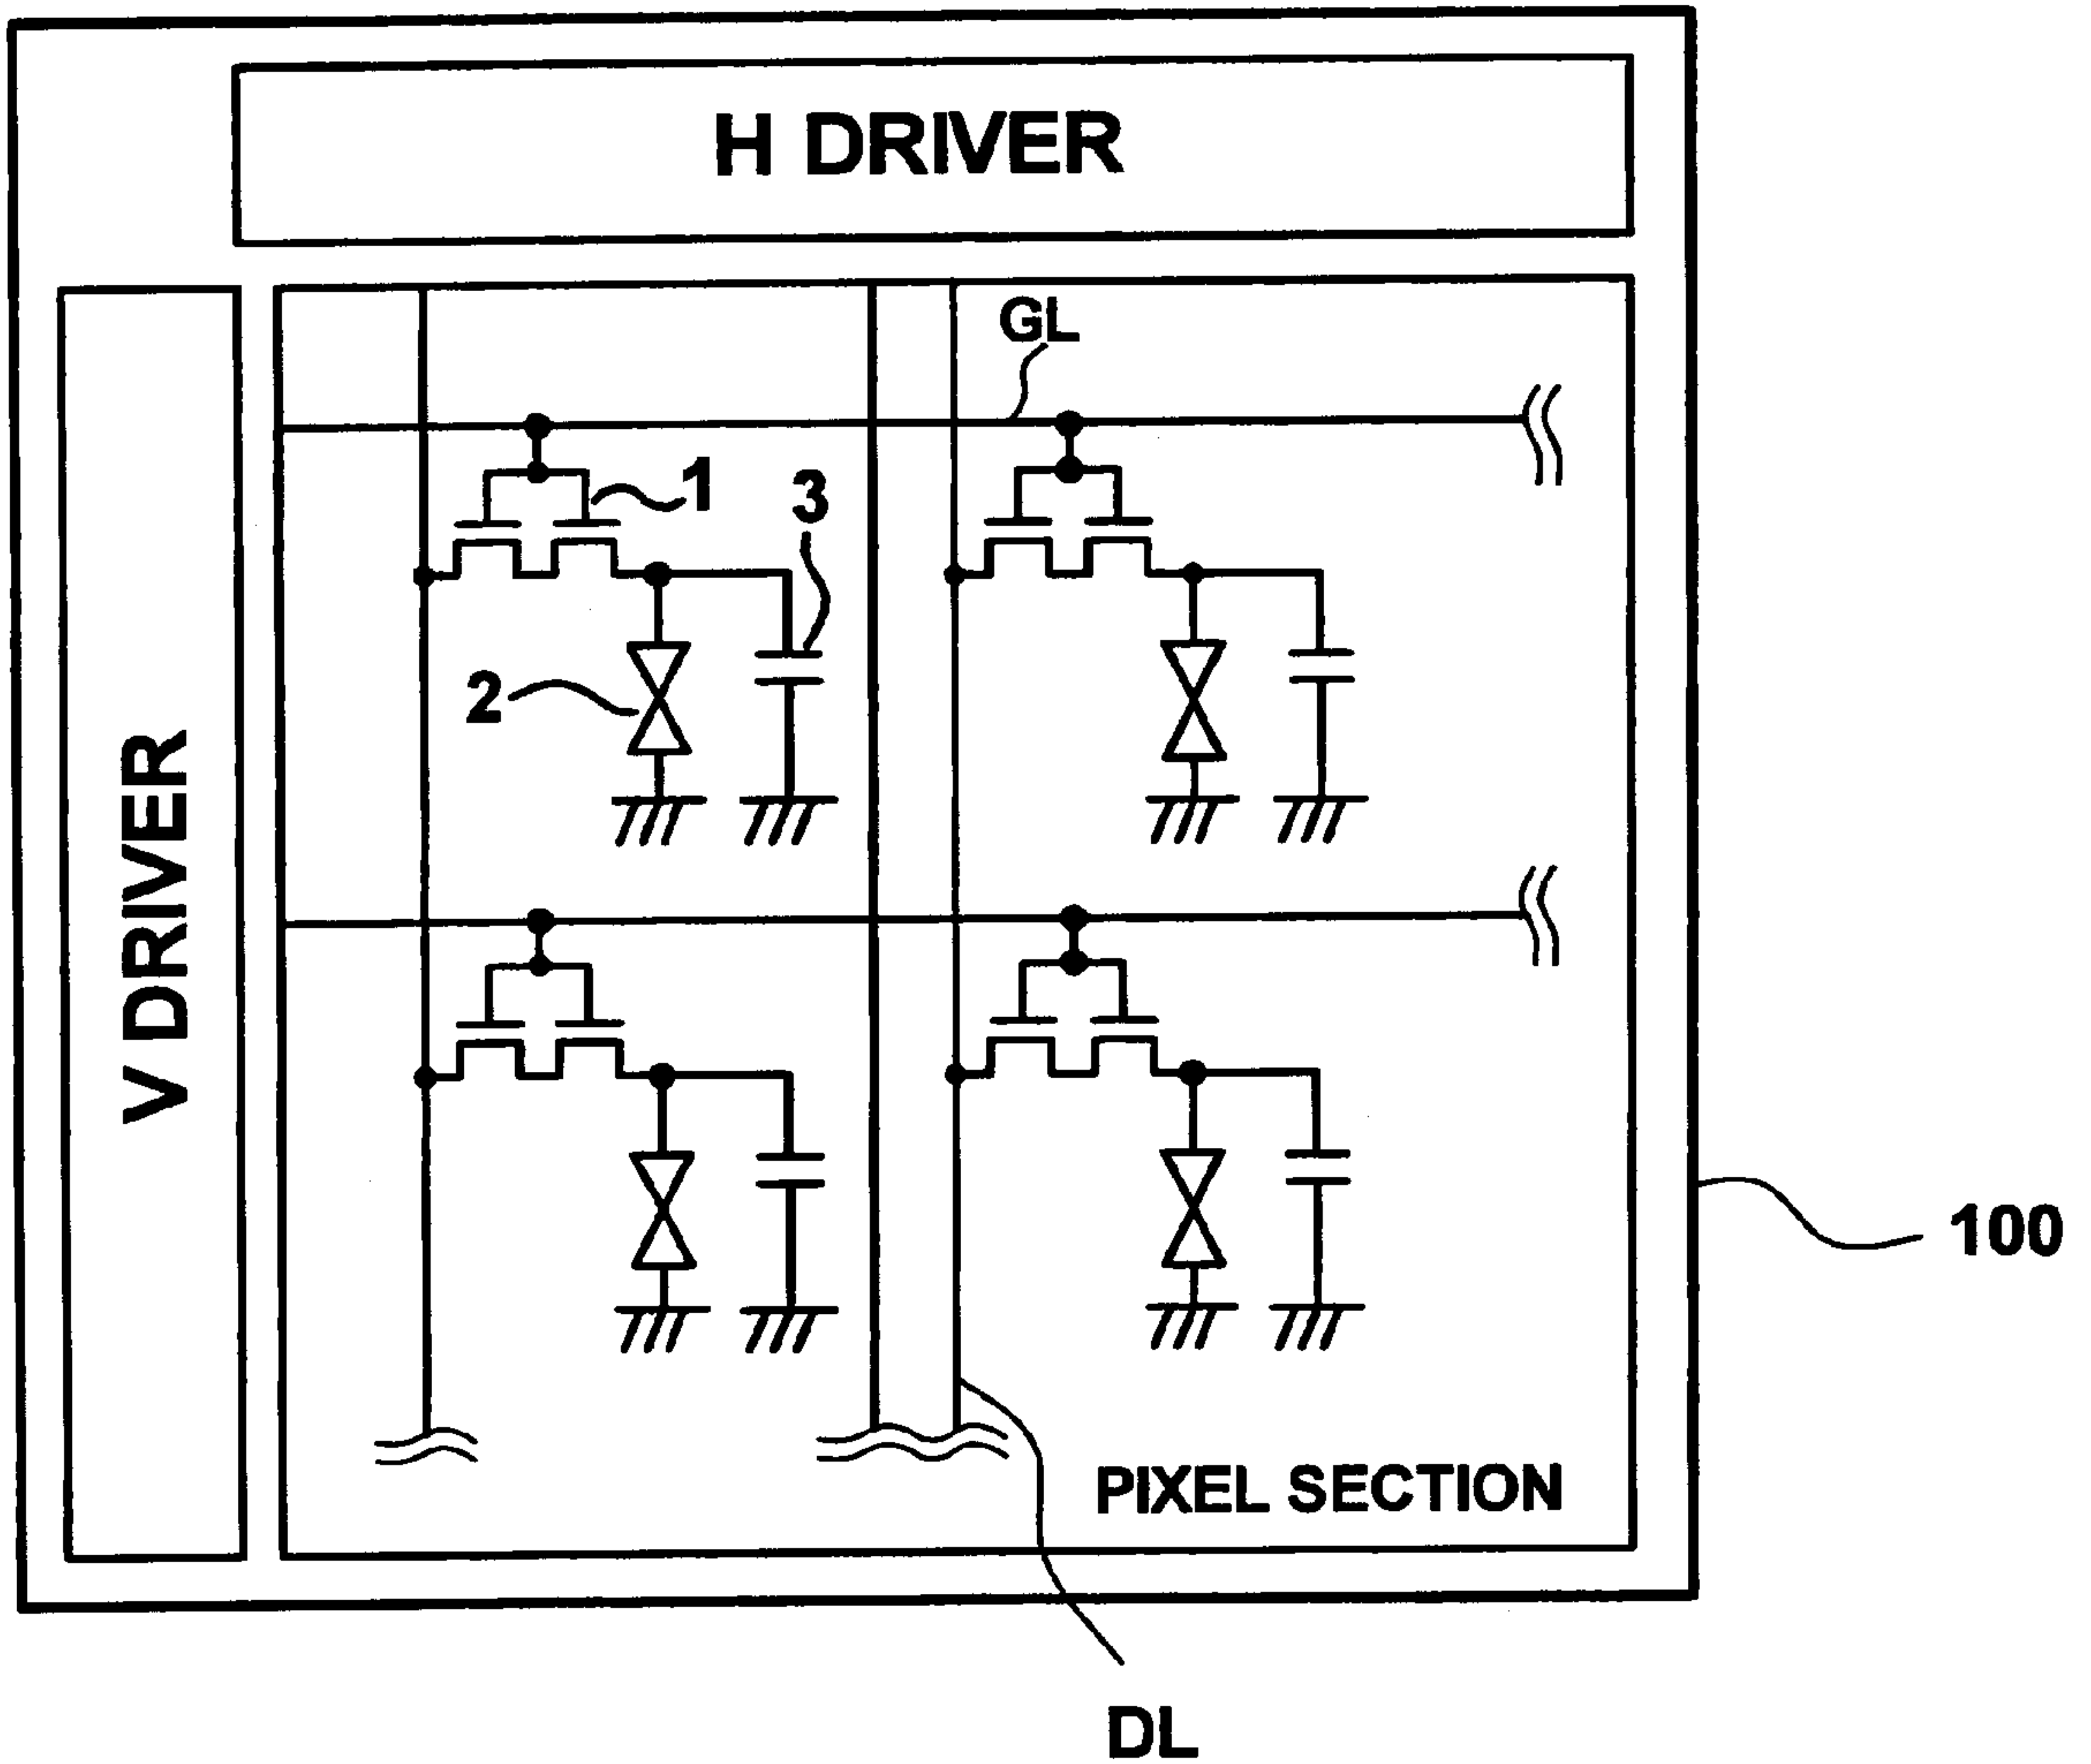 H DRIVER
GL
1
3
2
V DRIVER
100
PIXEL SECTION
DL